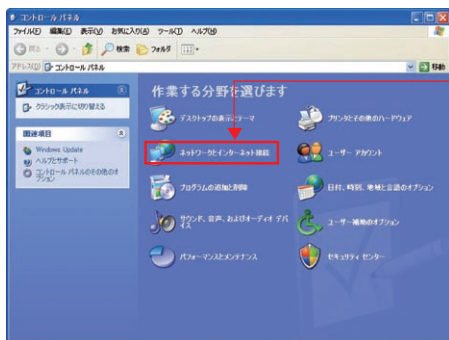 コントロール パネル
ファイル(F) 編集(E) 表示(V) お気に入り(A) ツール(T) ヘルプ(H)
戻る 検索 フォルダ
アドレス(D) コントロール パネル 移動
コントロール パネル
クラシック表示に切り替える
関連項目
Windows Update
ヘルプとサポート
コントロール パネルのその他のオプション
作業する分野を選びます
デスクトップの表示とテーマ
プリンタとその他のハードウェア
ネットワークとインターネット接続
ユーザー アカウント
プログラムの追加と削除
日付、時刻、地域と言語のオプション
サウンド、音声、およびオーディオ デバイス
ユーザー補助のオプション
パフォーマンスとメンテナンス
セキュリティ センター